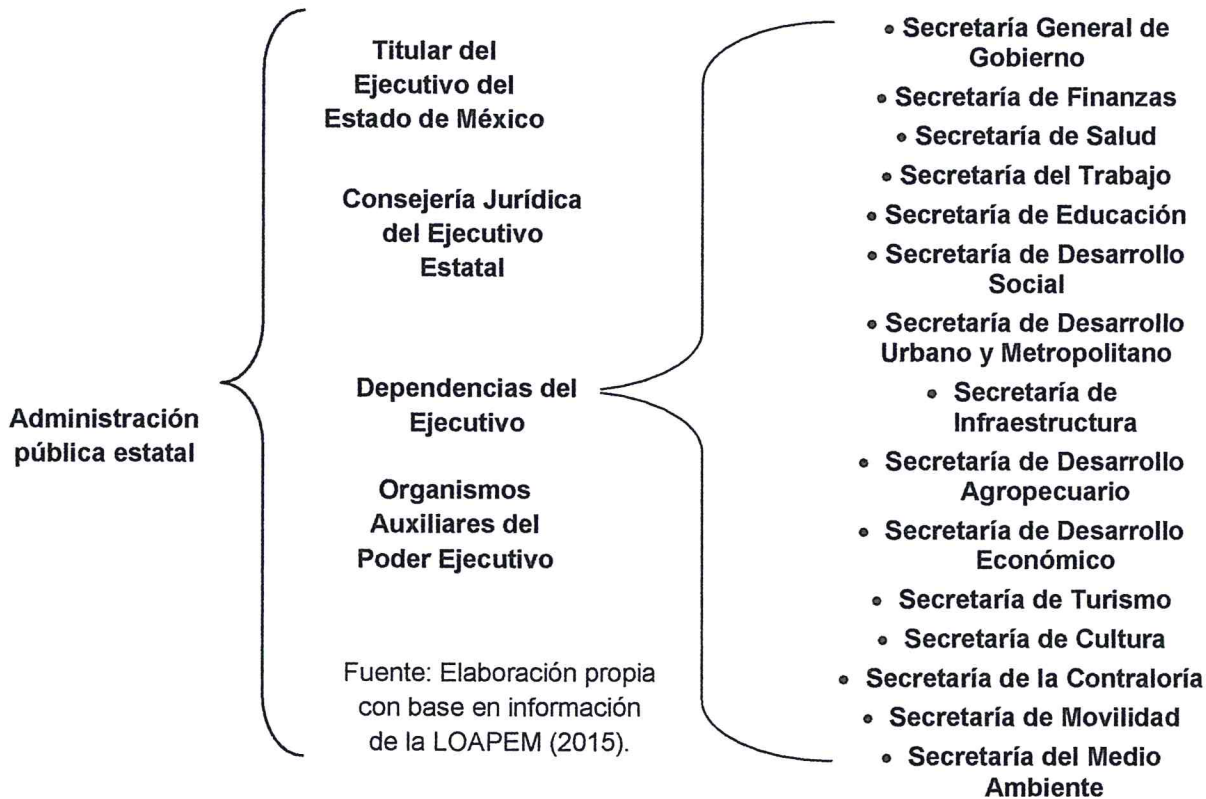 Administración
pública estatal
Titular del
Ejecutivo del
Estado de México
Consejería Jurídica
del Ejecutivo
Estatal
Dependencias del
Ejecutivo
Organismos
Auxiliares del
Poder Ejecutivo
Fuente: Elaboración propia
con base en información
de la LOAPEM (2015).
• Secretaría General de
Gobierno
• Secretaría de Finanzas
• Secretaría de Salud
• Secretaría del Trabajo
• Secretaría de Educación
• Secretaría de Desarrollo
Social
• Secretaría de Desarrollo
Urbano y Metropolitano
• Secretaría de
Infraestructura
• Secretaría de Desarrollo
Agropecuario
• Secretaría de Desarrollo
Económico
• Secretaría de Turismo
• Secretaría de Cultura
• Secretaría de la Contraloría
• Secretaría de Movilidad
• Secretaría del Medio
Ambiente